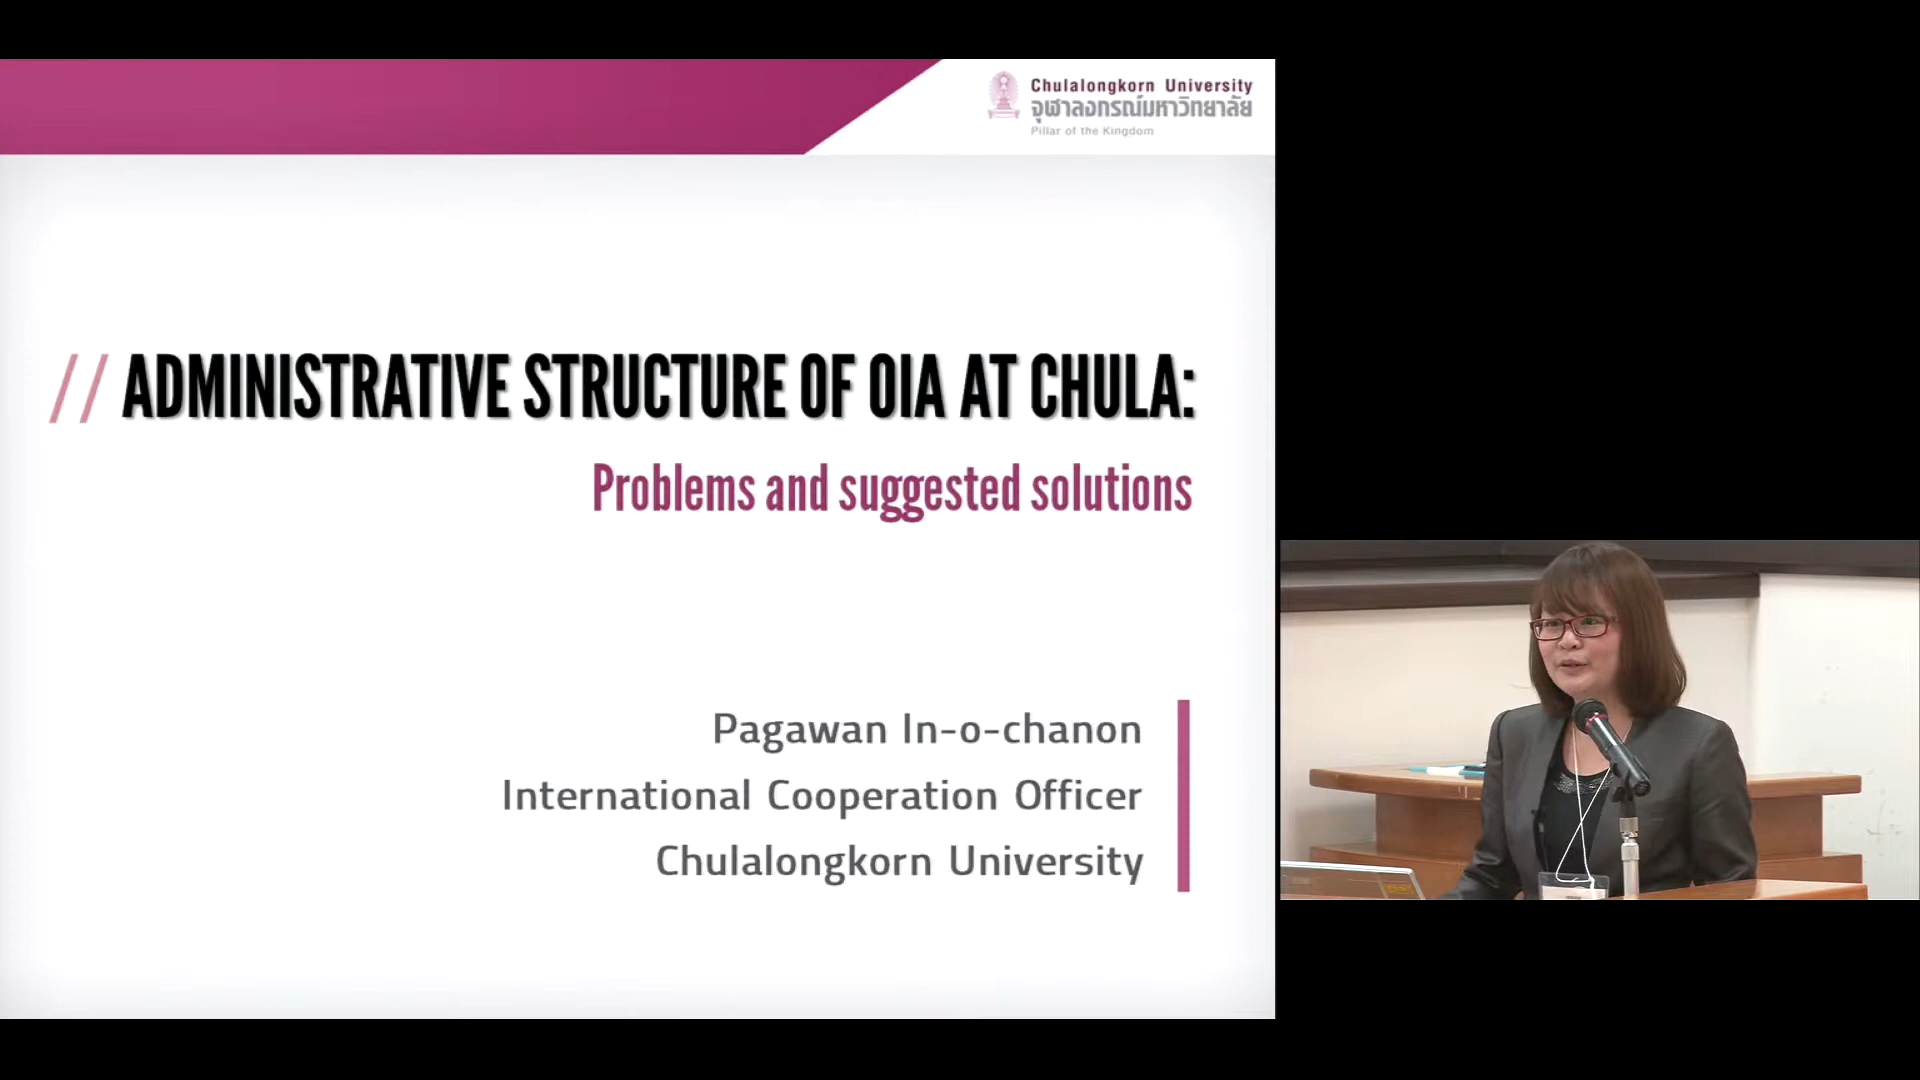 Chulalongkorn University
จุฬาลงกรณ์มหาวิทยาลัย
Pillar of the Kingdom
// ADMINISTRATIVE STRUCTURE OF OIA AT CHULA:
Problems and suggested solutions
Pagawan In-o-chanon
International Cooperation Officer
Chulalongkorn University